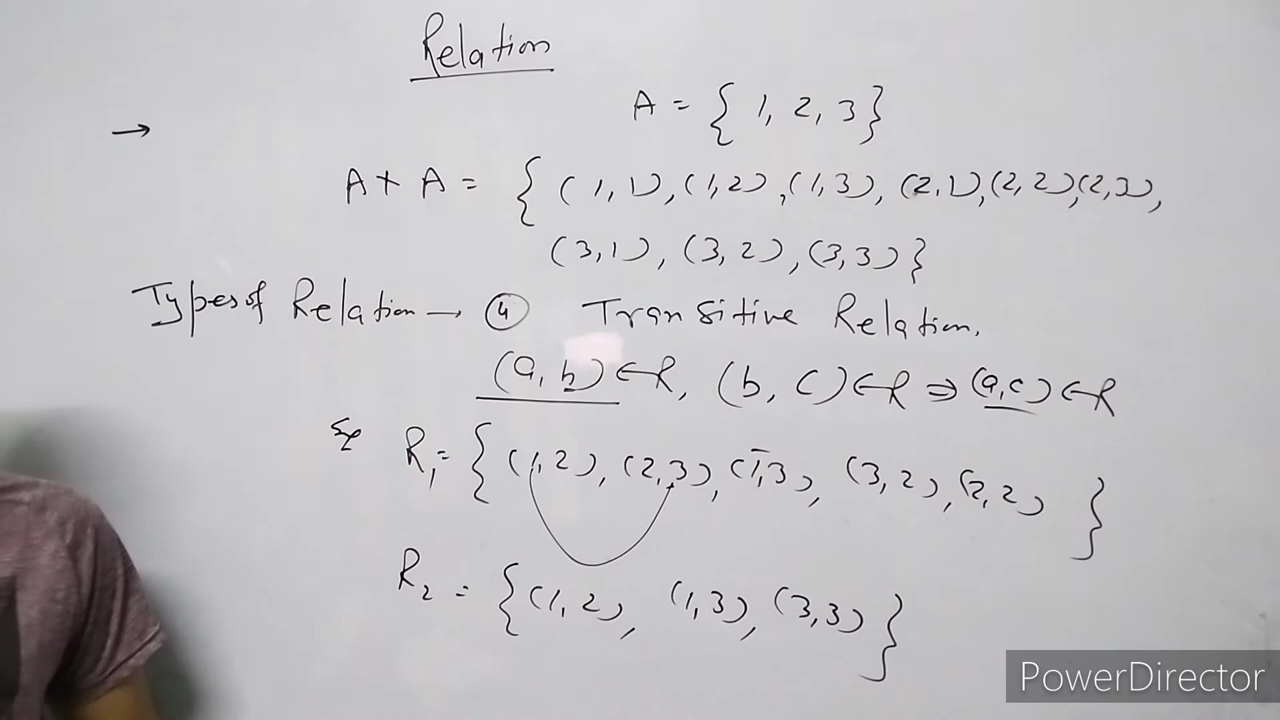 Relation
A = { 1, 2, 3}
→
A × A = { (1,1), (1,2), (1,3), (2,1), (2,2)(2,3),
(3,1), (3,2), (3,3)}
Types of Relation → ④ Transitive Relation.
(a, b) ∈ R, (b, c) ∈ R ⇒ (a,c) ∈ R
R₁ = { (1,2), (2,3), (1,3), (3,2), (2,2) }
R₂ = { (1,2), (1,3), (3,3) }
PowerDirector